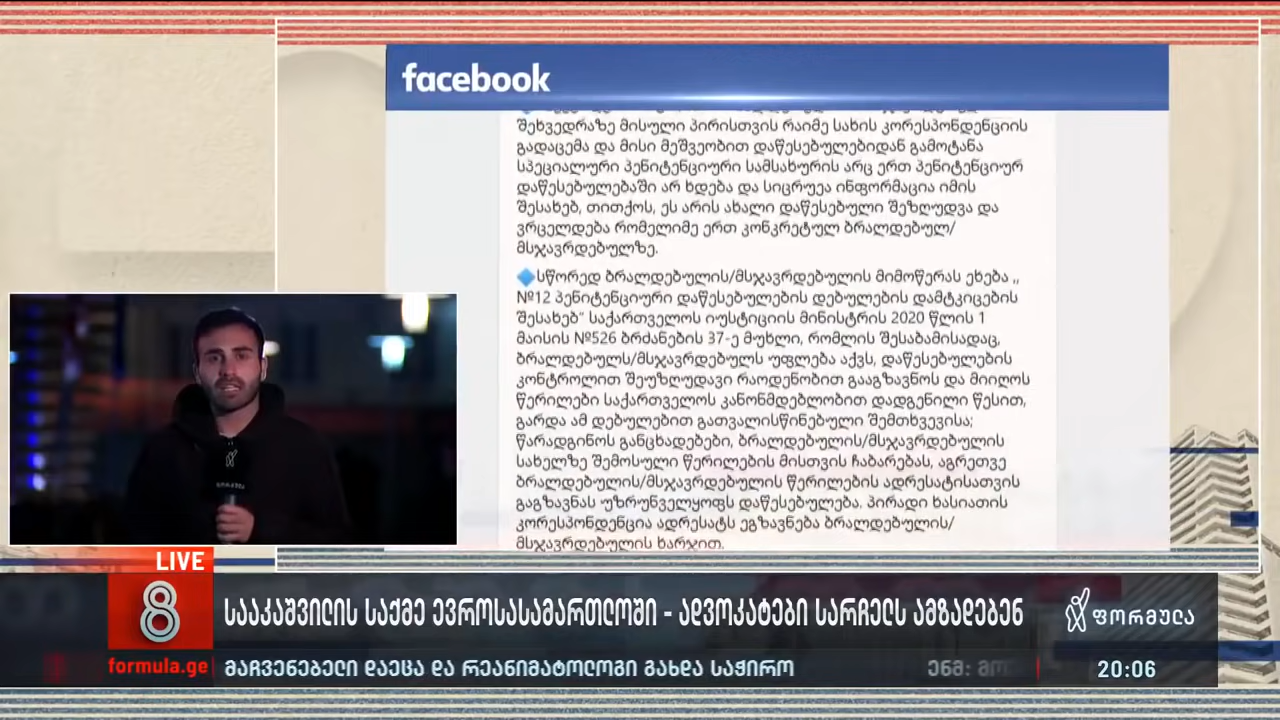 facebook
შეხვედრაზე მისული პირისთვის რაიმე სახის კორესპონდენციის
გადაცემა და მისი მეშვეობით დაწესებულებიდან გამოტანა
სპეციალური პენიტენციური სამსახურის არც ერთ პენიტენციურ
დაწესებულებაში არ ხდება და სიცრუეა ინფორმაცია იმის
შესახებ, თითქოს, ეს არის ახალი დაწესებული შეზღუდვა და
ვრცელდება რომელიმე ერთ კონკრეტულ ბრალდებულ/
მსჯავრდებულზე.
🔷სწორედ ბრალდებულის/მსჯავრდებულის მიმოწერას ეხება ,,
№12 პენიტენციური დაწესებულების დებულების დამტკიცების
შესახებ“ საქართველოს იუსტიციის მინისტრის 2020 წლის 1
მაისის №526 ბრძანების 37-ე მუხლი, რომლის შესაბამისადაც,
ბრალდებულს/მსჯავრდებულს უფლება აქვს, დაწესებულების
კონტროლით შეუზღუდავი რაოდენობით გააგზავნოს და მიიღოს
წერილები საქართველოს კანონმდებლობით დადგენილი წესით,
გარდა ამ დებულებით გათვალისწინებული შემთხვევისა;
წარადგინოს განცხადებები, ბრალდებულის/მსჯავრდებულის
სახელზე შემოსული წერილების მისთვის ჩაბარებას, აგრეთვე
ბრალდებულის/მსჯავრდებულის წერილების ადრესატისათვის
გაგზავნას უზრუნველყოფს დაწესებულება. პირადი ხასიათის
კორესპონდენცია ადრესატს ეგზავნება ბრალდებულის/
მსჯავრდებულის ხარჯით.
LIVE
8
სააკაშვილის საქმე ევროსასამართლოში - ადვოკატები სარჩელს ამზადებენ
ფორმულა
formula.ge
მაჩვენებელი დაეცა და რეანიმატოლოგი გახდა საჭირო
ენმ:
20:06